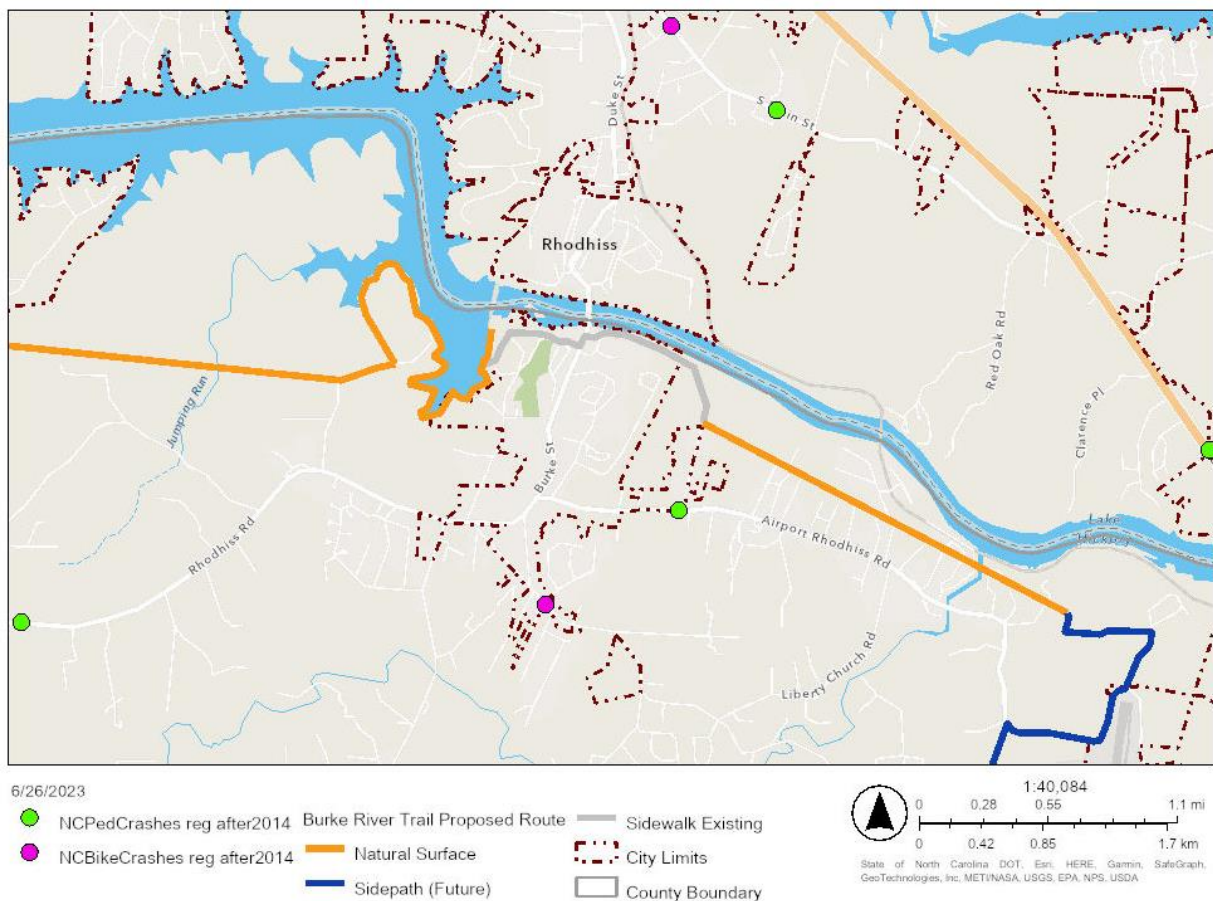 Duke St
S
in St
Rhodhiss
Red Oak Rd
Jumping Run
Clarence Pl
Burke St
Rhodhiss Rd
Airport Rhodhiss Rd
Lake
Liberty Church Rd
6/26/2023
NCPedCrashes reg after2014
NCBikeCrashes reg after2014
Burke River Trail Proposed Route
Natural Surface
Sidepath (Future)
Sidewalk Existing
City Limits
County Boundary
1:40,084
0 0.28 0.55 1.1 mi
0 0.42 0.85 1.7 km
State of North Carolina DOT, Esri, HERE, Garmin, SafeGraph,
GeoTechnologies, Inc, METI/NASA, USGS, EPA, NPS, USDA